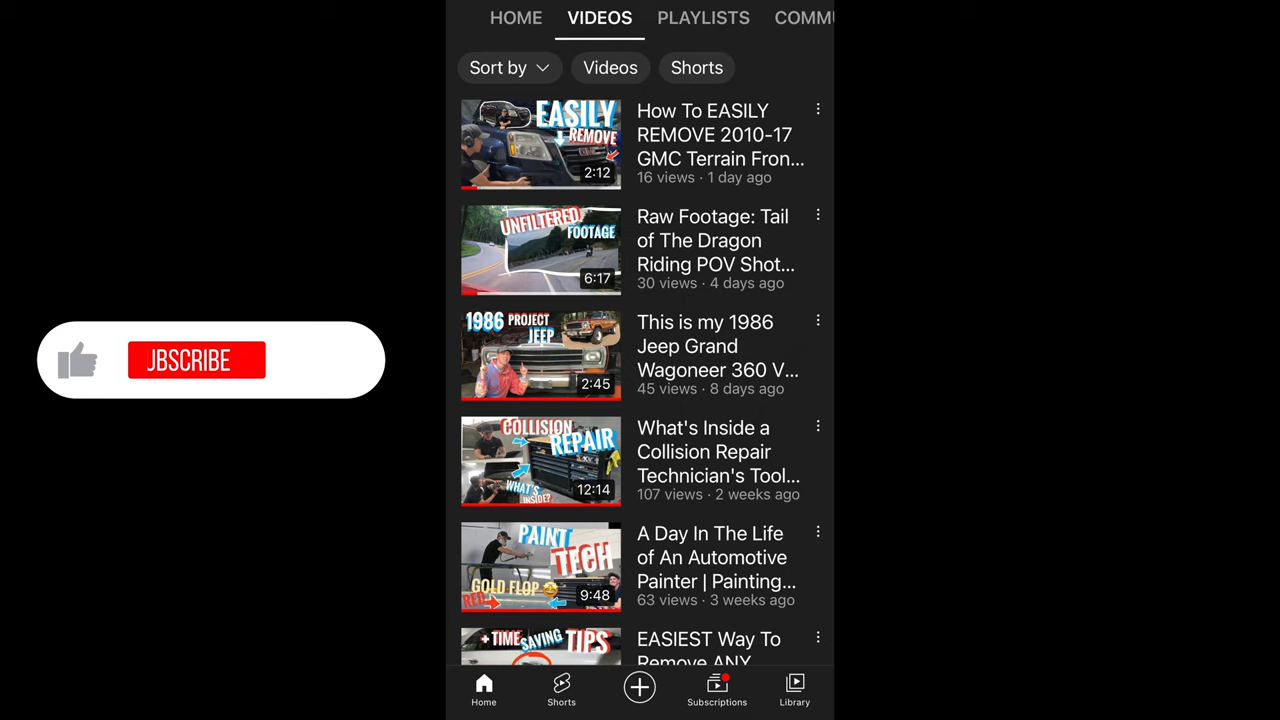 HOME VIDEOS PLAYLISTS COMMU
Sort by Videos Shorts
EASILY
REMOVE
2:12
How To EASILY
REMOVE 2010-17
GMC Terrain Fron...
16 views · 1 day ago
UNFILTERED
FOOTAGE
6:17
Raw Footage: Tail
of The Dragon
Riding POV Shot...
30 views · 4 days ago
1986 PROJECT
JEEP
2:45
This is my 1986
Jeep Grand
Wagoneer 360 V...
45 views · 8 days ago
JBSCRIBE
COLLISION
REPAIR
WHAT'S
INSIDE?
12:14
What's Inside a
Collision Repair
Technician's Tool...
107 views · 2 weeks ago
PAINT
TECH
GOLD FLOP
RED
9:48
A Day In The Life
of An Automotive
Painter | Painting...
63 views · 3 weeks ago
+ TIME SAVING TIPS
EASIEST Way To
Remove ANY
Home Shorts Subscriptions Library